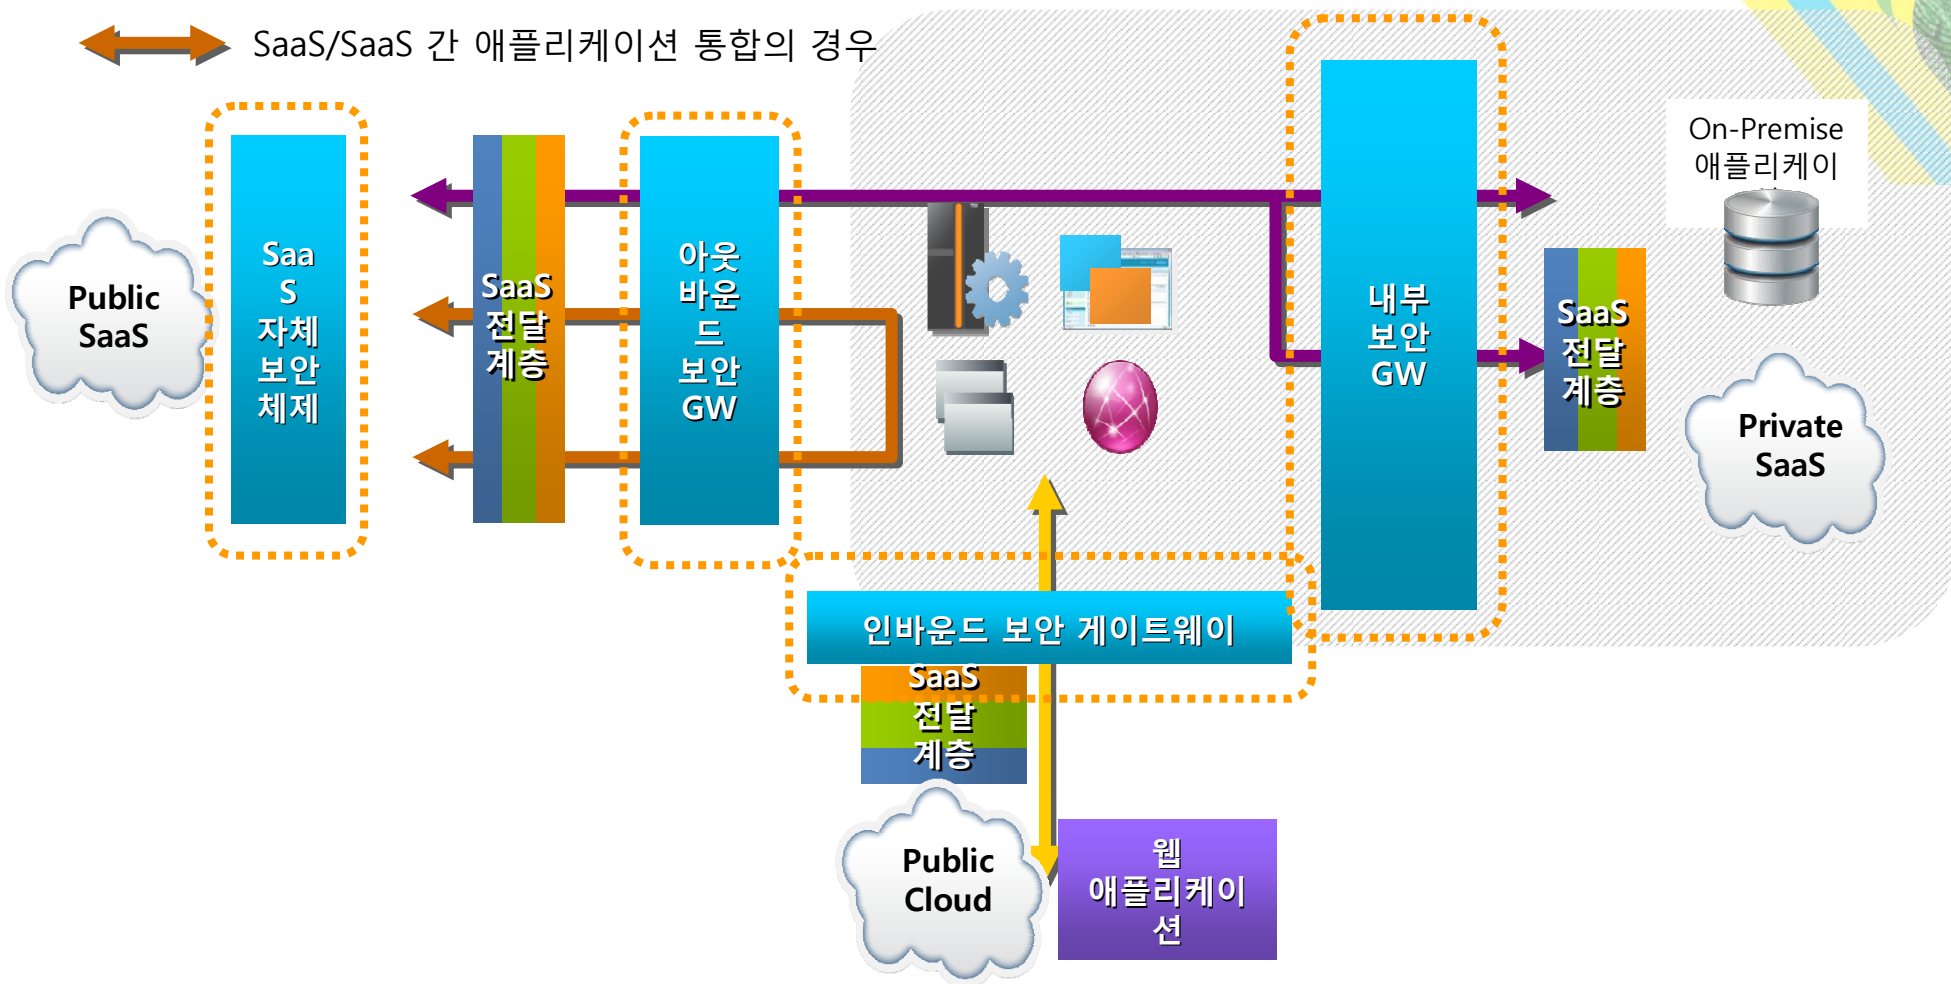 SaaS/SaaS 간 애플리케이션 통합의 경우
Public
SaaS
Saa
S
자체
보안
체제
SaaS
전달
계층
아웃
바운
드
보안
GW
내부
보안
GW
On-Premise
애플리케이
SaaS
전달
계층
Private
SaaS
인바운드 보안 게이트웨이
SaaS
전달
계층
Public
Cloud
웹
애플리케이
션